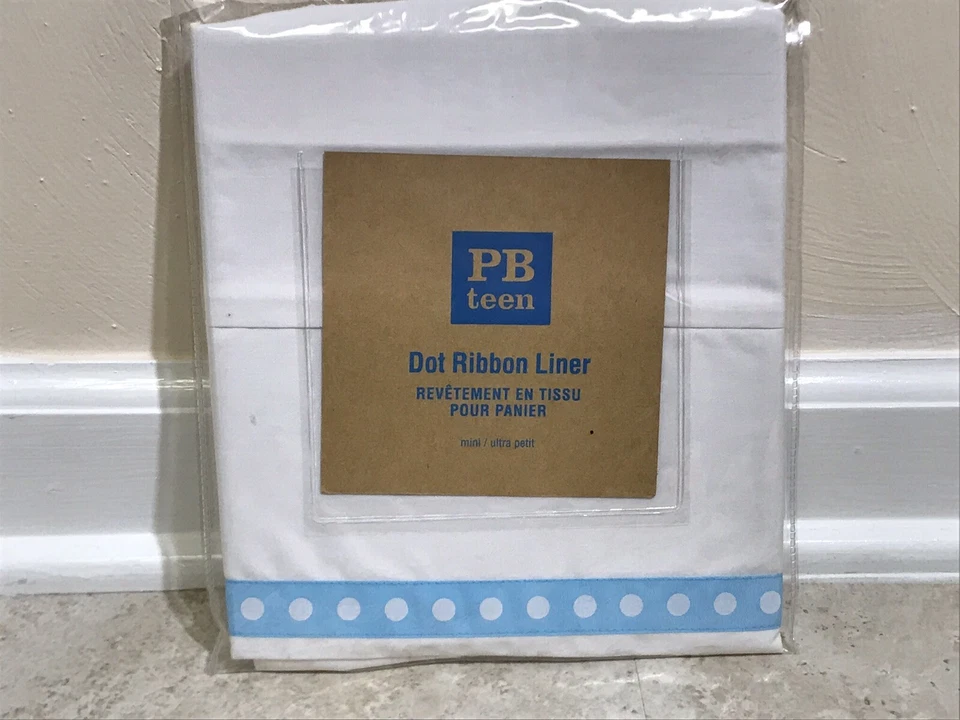 PB
teen
Dot Ribbon Liner
REVÊTEMENT EN TISSU
POUR PANIER
mini / ultra petit